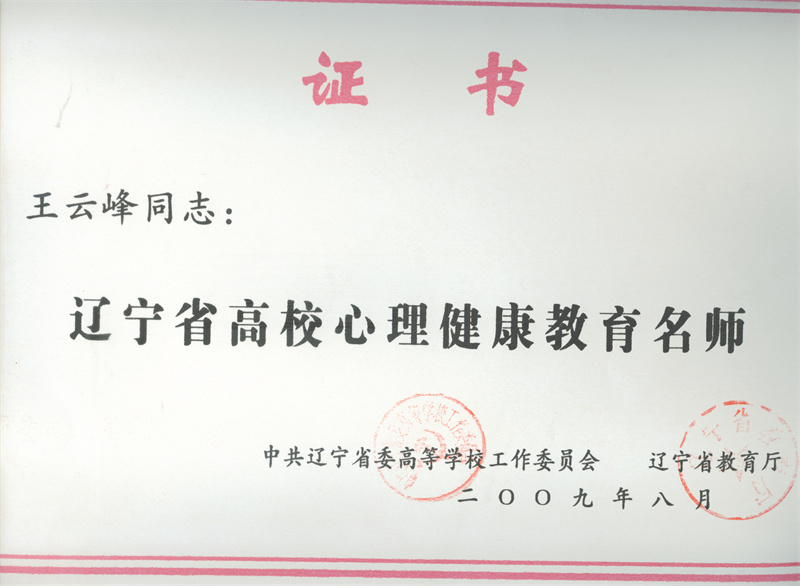 证书
王云峰同志：
辽宁省高校心理健康教育名师
中共辽宁省委高等学校工作委员会 辽宁省教育厅
二〇〇九年八月